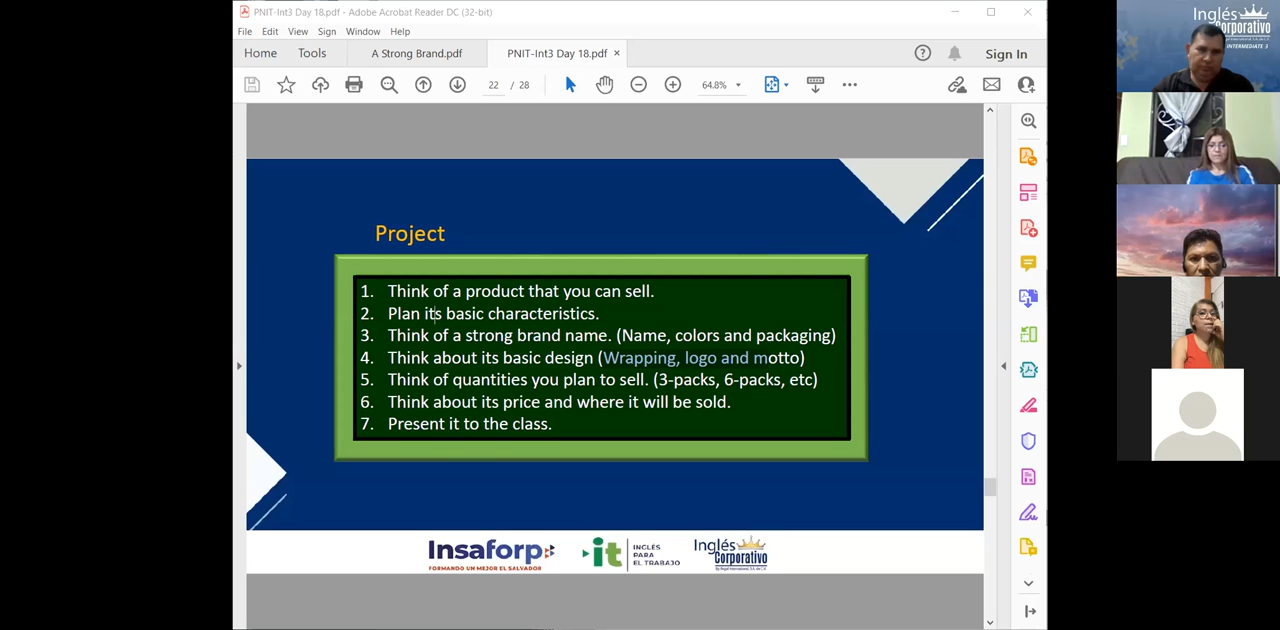 PNIT-Int3 Day 18.pdf - Adobe Acrobat Reader DC (32-bit)
File Edit View Sign Window Help
Home Tools A Strong Brand.pdf PNIT-Int3 Day 18.pdf × Sign In
22 / 28 64.8%
Project
1. Think of a product that you can sell.
2. Plan its basic characteristics.
3. Think of a strong brand name. (Name, colors and packaging)
4. Think about its basic design (Wrapping, logo and motto)
5. Think of quantities you plan to sell. (3-packs, 6-packs, etc)
6. Think about its price and where it will be sold.
7. Present it to the class.
Insaforp
FORMANDO UN MEJOR EL SALVADOR
it
INGLÉS
PARA
EL TRABAJO
Inglés
Corporativo
Inglés
Corporativo
INTERMEDIATE 3